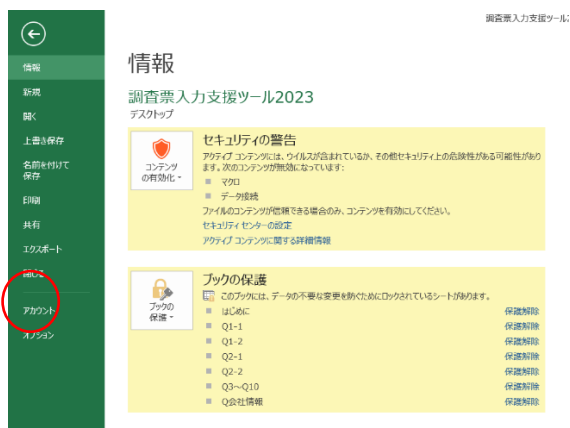 調査票入力支援ツール2
情報
新規
開く
上書き保存
名前を付けて
保存
印刷
共有
エクスポート
閉じる
アカウント
オプション
情報
調査票入力支援ツール2023
デスクトップ
コンテンツ
の有効化
セキュリティの警告
アクティブ コンテンツには、ウイルスが含まれているか、その他セキュリティ上の危険性がある可能性があり
ます。次のコンテンツが無効になっています:
マクロ
データ接続
ファイルのコンテンツが信頼できる場合のみ、コンテンツを有効にしてください。
セキュリティ センターの設定
アクティブ コンテンツに関する詳細情報
ブックの
保護
ブックの保護
このブックには、データの不要な変更を防ぐためにロックされているシートがあります。
はじめに 保護解除
Q1-1 保護解除
Q1-2 保護解除
Q2-1 保護解除
Q2-2 保護解除
Q3～Q10 保護解除
Q会社情報 保護解除